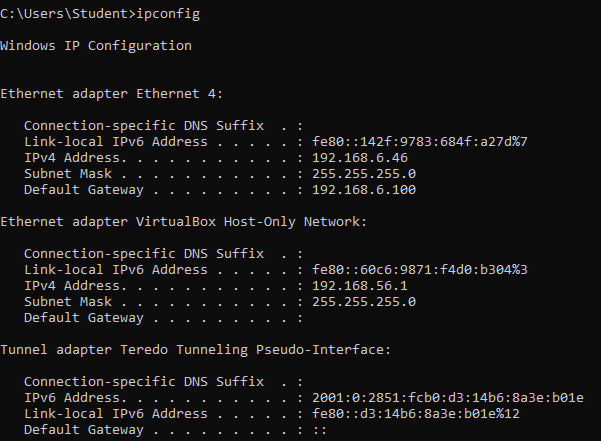 C:\Users\Student>ipconfig
Windows IP Configuration
Ethernet adapter Ethernet 4:
Connection-specific DNS Suffix  . :
Link-local IPv6 Address . . . . . : fe80::142f:9783:684f:a27d%7
IPv4 Address. . . . . . . . . . . : 192.168.6.46
Subnet Mask . . . . . . . . . . . : 255.255.255.0
Default Gateway . . . . . . . . . : 192.168.6.100
Ethernet adapter VirtualBox Host-Only Network:
Connection-specific DNS Suffix  . :
Link-local IPv6 Address . . . . . : fe80::60c6:9871:f4d0:b304%3
IPv4 Address. . . . . . . . . . . : 192.168.56.1
Subnet Mask . . . . . . . . . . . : 255.255.255.0
Default Gateway . . . . . . . . . :
Tunnel adapter Teredo Tunneling Pseudo-Interface:
Connection-specific DNS Suffix  . :
IPv6 Address. . . . . . . . . . . : 2001:0:2851:fcb0:d3:14b6:8a3e:b01e
Link-local IPv6 Address . . . . . : fe80::d3:14b6:8a3e:b01e%12
Default Gateway . . . . . . . . . : ::